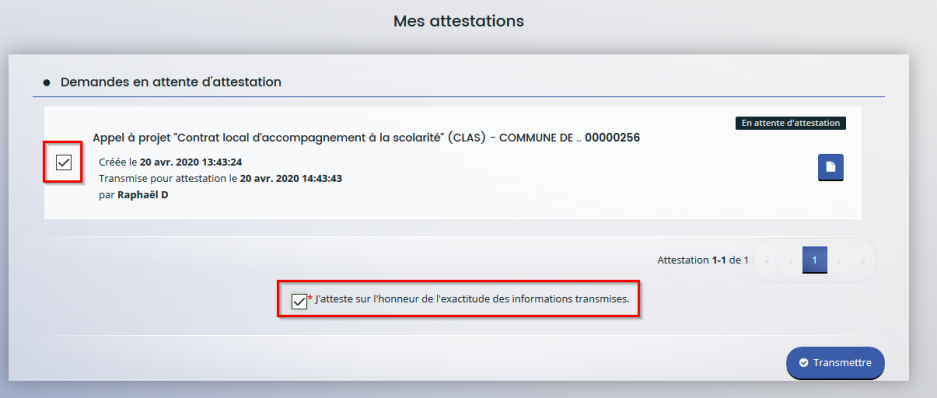 Mes attestations
Demandes en attente d'attestation
En attente d'attestation
Appel à projet "Contrat local d'accompagnement à la scolarité" (CLAS) - COMMUNE DE .. 00000256
Créée le 20 avr. 2020 13:43:24
Transmise pour attestation le 20 avr. 2020 14:43:43
par Raphaël D
Attestation 1-1 de 1 « ‹ 1 › »
* J'atteste sur l'honneur de l'exactitude des informations transmises.
Transmettre